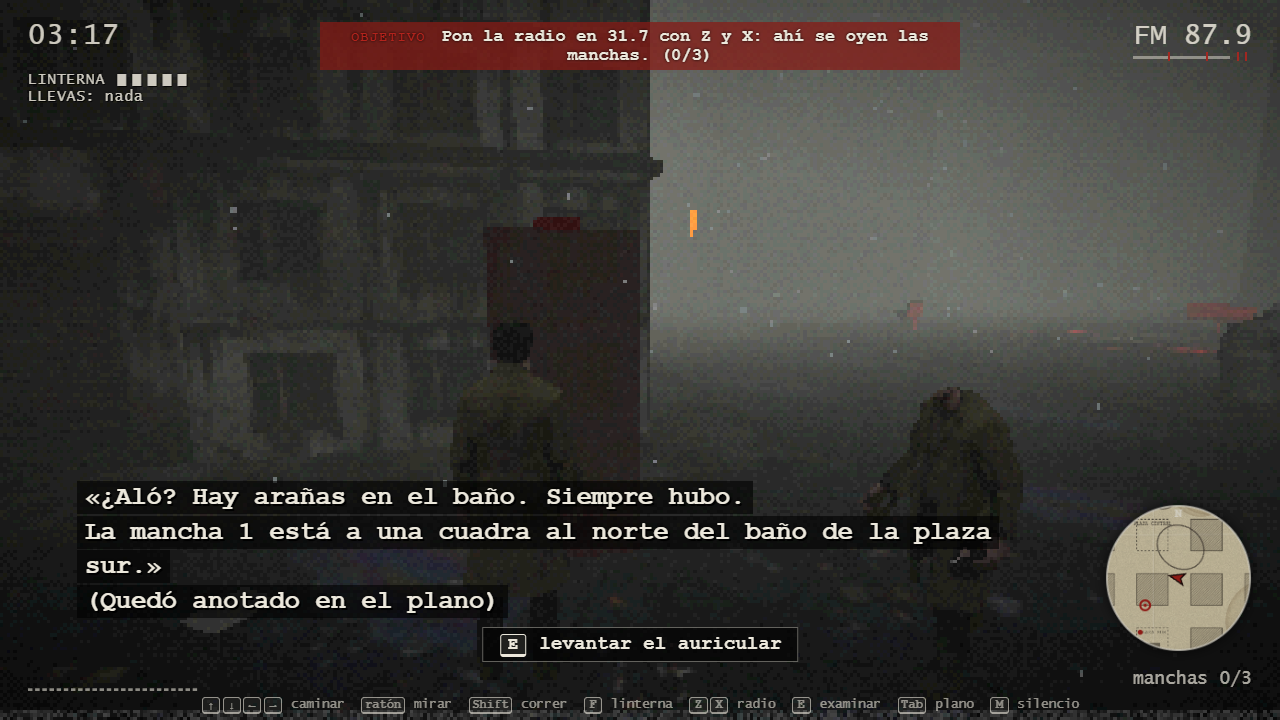 03:17
OBJETIVO Pon la radio en 31.7 con Z y X: ahí se oyen las
manchas. (0/3)
FM 87.9
LINTERNA
LLEVAS: nada
«¿Aló? Hay arañas en el baño. Siempre hubo.
La mancha 1 está a una cuadra al norte del baño de la plaza
sur.»
(Quedó anotado en el plano)
E levantar el auricular
manchas 0/3
↑ ↓ ← → caminar ratón mirar Shift correr F linterna Z X radio E examinar Tab plano M silencio